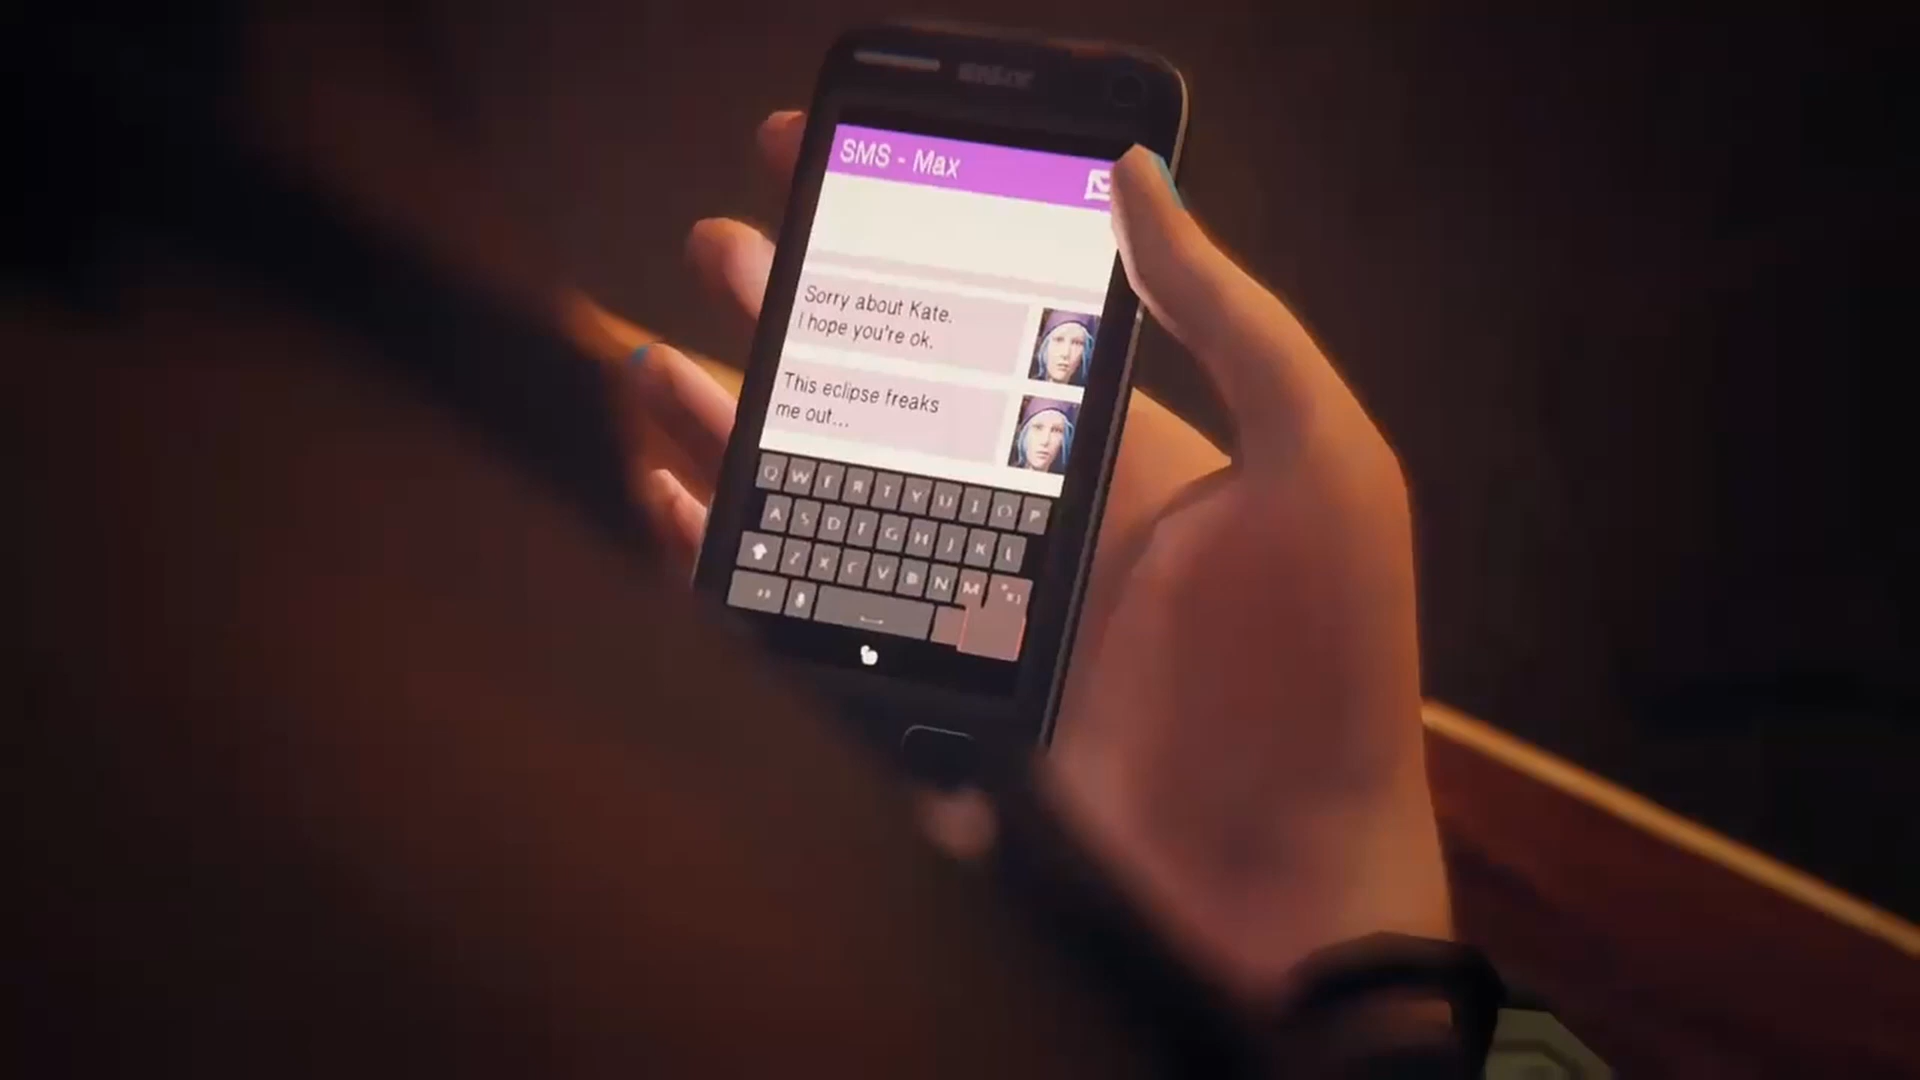 SMS - Max
Sorry about Kate.
I hope you're ok.
This eclipse freaks
me out...
Q W E R T Y U I O P
A S D F G H J K L
Z X C V B N M